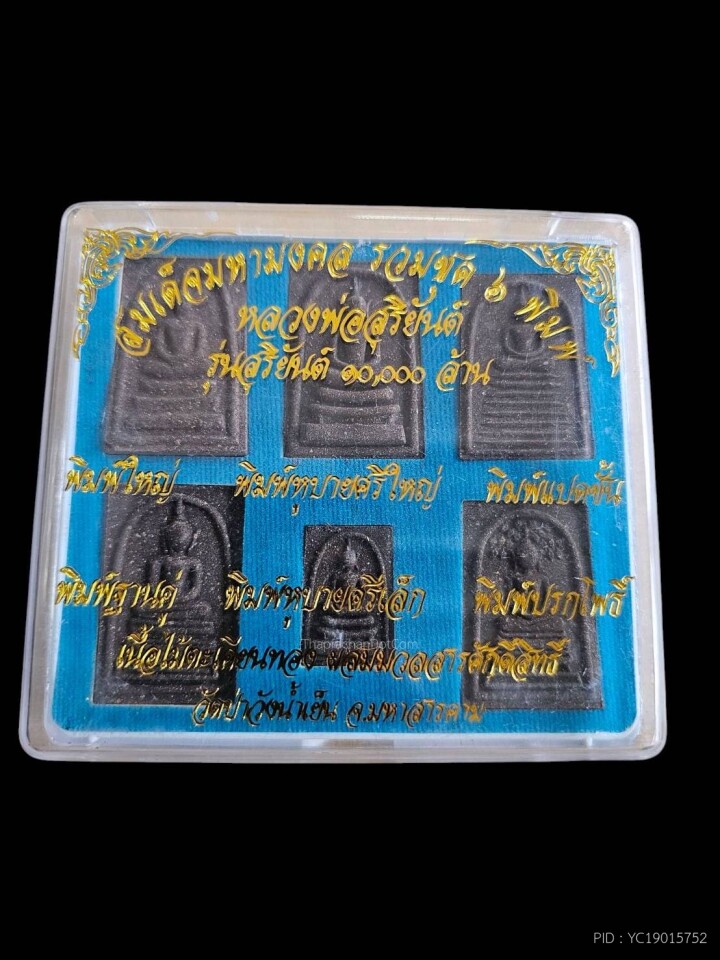 สมเด็จมหามงคล รวมชุด ๖ พิมพ์
หลวงพ่อสุริยันต์
รุ่นสุริยันต์ ๑๐,๐๐๐ ล้าน
พิมพ์ใหญ่ พิมพ์หูบายศรีใหญ่ พิมพ์แปดชั้น
พิมพ์ฐานคู่ พิมพ์หูบายศรีเล็ก พิมพ์ปรกโพธิ์
Thaprachan Dot Com
เนื้อไม้ตะเคียนทอง ผสมมวลสารศักดิ์สิทธิ์
วัดป่าวังน้ำเย็น จ.มหาสารคาม
PID : YC19015752